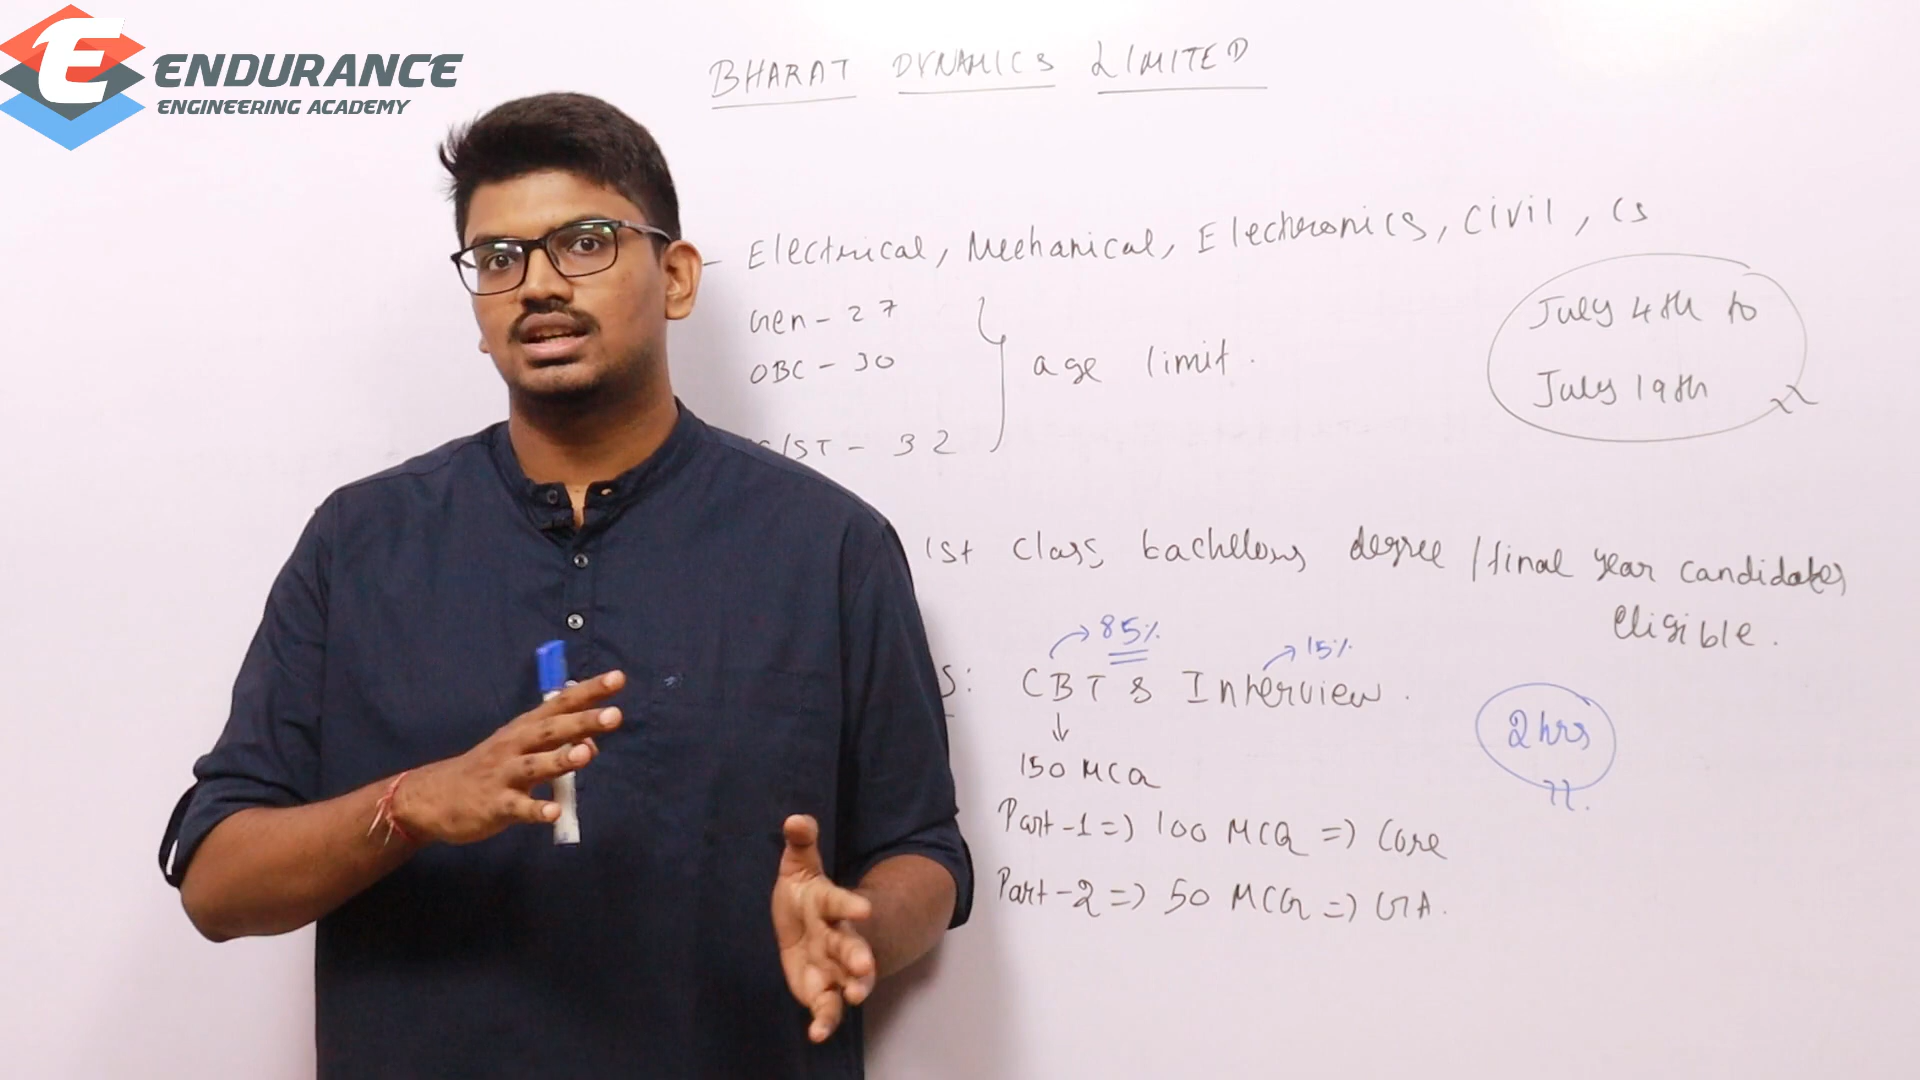 E
ENDURANCE
ENGINEERING ACADEMY
BHARAT DYNAMICS LIMITED
- Electrical, Mechanical, Electronics, Civil, CS
Gen - 27
OBC - 30
/ST - 32
age limit.
July 4th to
July 19th
1st class bachelors degree / final year candidates
eligible.
85%
15%
S: CBT & Interview.
2 hrs
150 MCQ
Part-1 => 100 MCQ => Core
Part-2 => 50 MCQ => GA.